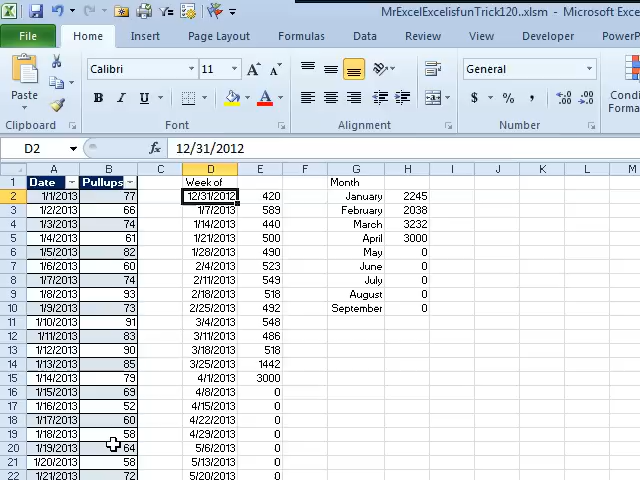 MrExcelExcelisfunTrick120..xlsm - Microsoft Exce
File Home Insert Page Layout Formulas Data Review View Developer PowerP
Paste Calibri 11 General Conditi
Form
Clipboard Font Alignment Number
D2 fx 12/31/2012
A B C D E F G H I J K L M
1 Date Pullups Week of Month
2 1/1/2013 77 12/31/2012 420 January 2245
3 1/2/2013 66 1/7/2013 589 February 2038
4 1/3/2013 74 1/14/2013 440 March 3232
5 1/4/2013 61 1/21/2013 500 April 3000
6 1/5/2013 82 1/28/2013 490 May 0
7 1/6/2013 60 2/4/2013 523 June 0
8 1/7/2013 74 2/11/2013 549 July 0
9 1/8/2013 93 2/18/2013 518 August 0
10 1/9/2013 73 2/25/2013 492 September 0
11 1/10/2013 91 3/4/2013 548
12 1/11/2013 83 3/11/2013 486
13 1/12/2013 90 3/18/2013 518
14 1/13/2013 85 3/25/2013 1442
15 1/14/2013 79 4/1/2013 3000
16 1/15/2013 69 4/8/2013 0
17 1/16/2013 52 4/15/2013 0
18 1/17/2013 60 4/22/2013 0
19 1/18/2013 58 4/29/2013 0
20 1/19/2013 64 5/6/2013 0
21 1/20/2013 58 5/13/2013 0
22 1/21/2013 72 5/20/2013 0